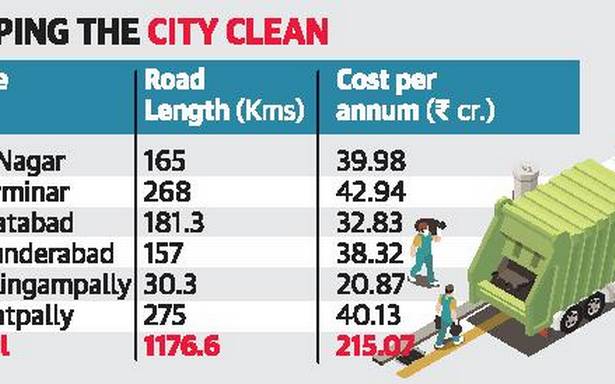 PING THE CITY CLEAN
e Road Length (Kms) Cost per annum (₹ cr.)
Nagar 165 39.98
rminar 268 42.94
atabad 181.3 32.83
underabad 157 38.32
ingampally 30.3 20.87
atpally 275 40.13
l 1176.6 215.07